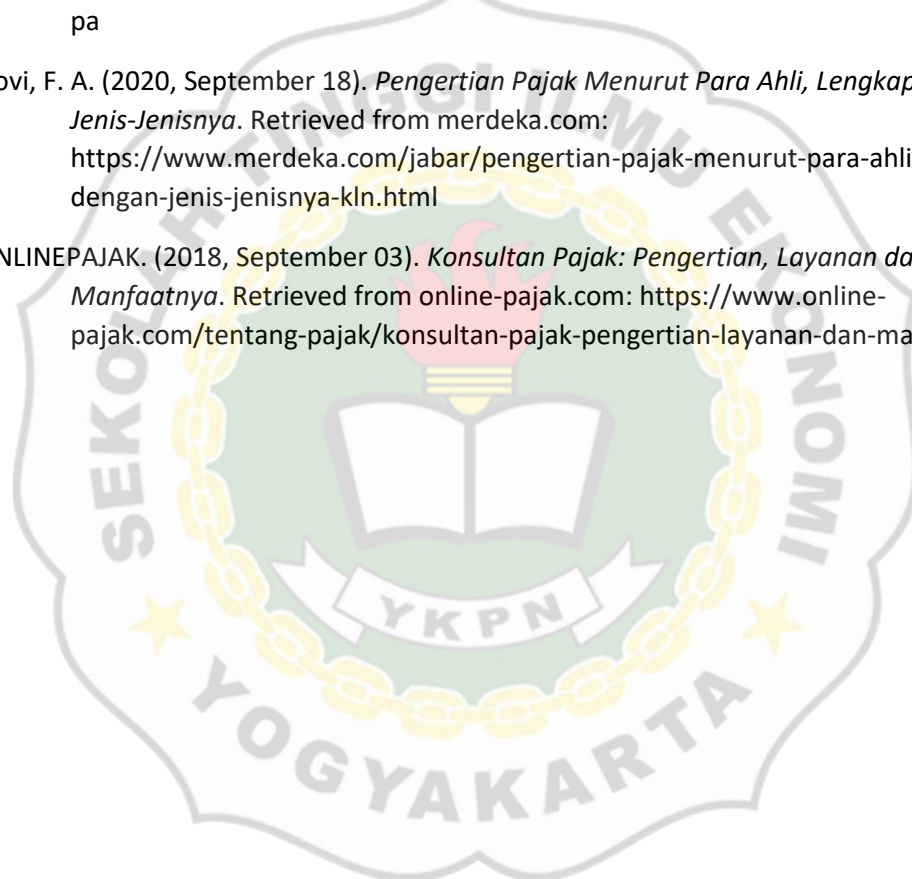 pa
ovi, F. A. (2020, September 18). Pengertian Pajak Menurut Para Ahli, Lengkap
Jenis-Jenisnya. Retrieved from merdeka.com:
https://www.merdeka.com/jabar/pengertian-pajak-menurut-para-ahli
dengan-jenis-jenisnya-kln.html
NLINEPAJAK. (2018, September 03). Konsultan Pajak: Pengertian, Layanan da
Manfaatnya. Retrieved from online-pajak.com: https://www.online-
pajak.com/tentang-pajak/konsultan-pajak-pengertian-layanan-dan-ma
SEKOLAH TINGGI ILMU EKONOMI
YKPN
YOGYAKARTA